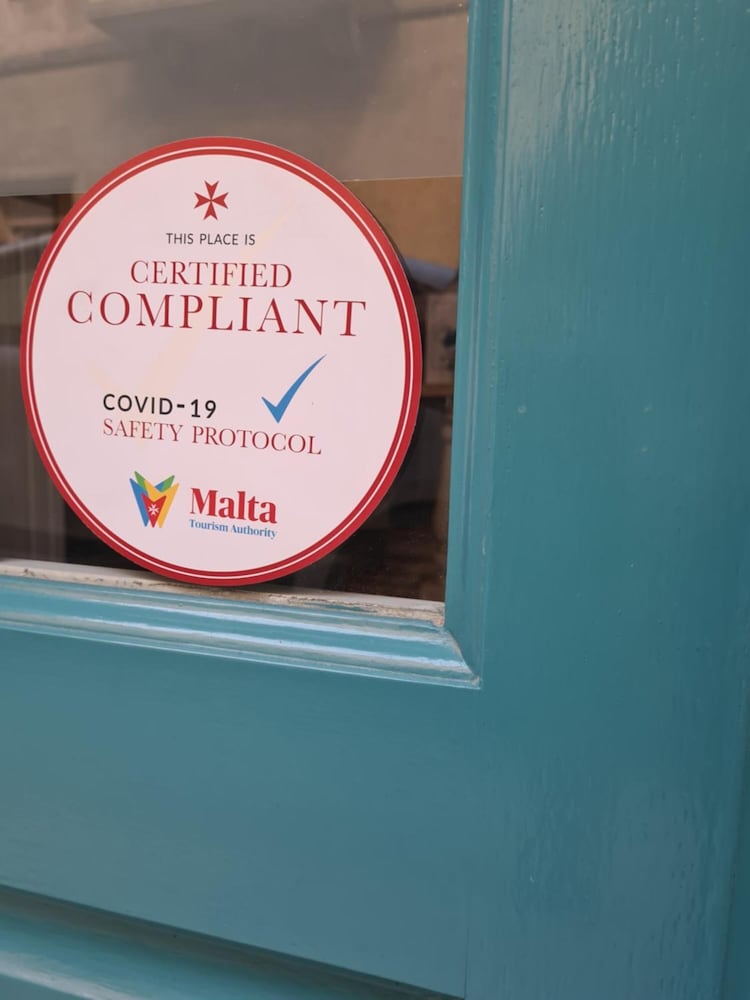 THIS PLACE IS
CERTIFIED
COMPLIANT
COVID-19
SAFETY PROTOCOL
Malta
Tourism Authority